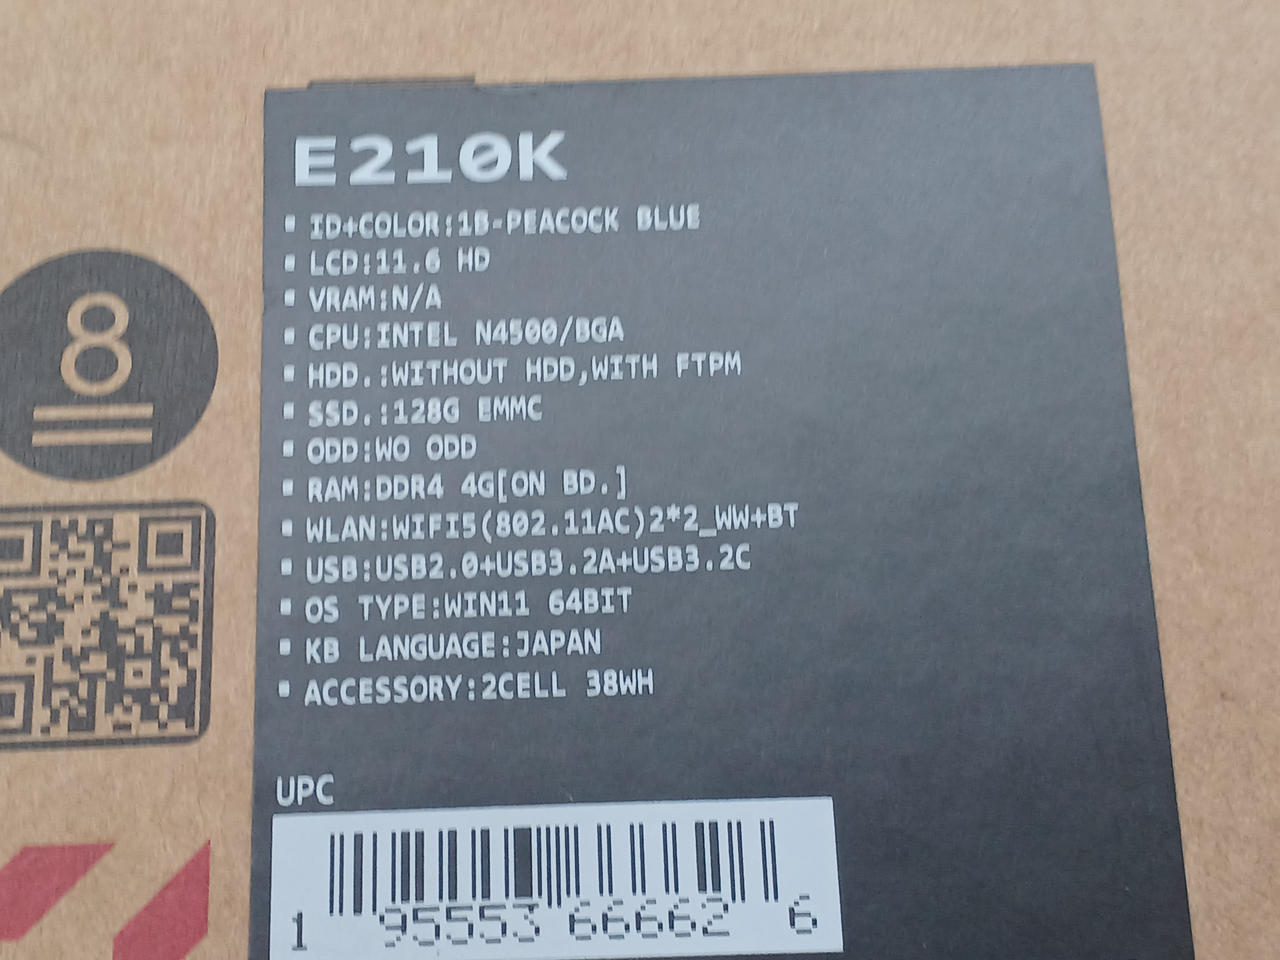 E210K
ID+COLOR:1B-PEACOCK BLUE
LCD:11.6 HD
VRAM:N/A
CPU:INTEL N4500/BGA
HDD.:WITHOUT HDD,WITH FTPM
SSD.:128G EMMC
ODD:WO ODD
RAM:DDR4 4G[ON BD.]
WLAN:WIFI5(802.11AC)2*2_WW+BT
USB:USB2.0+USB3.2A+USB3.2C
OS TYPE:WIN11 64BIT
KB LANGUAGE:JAPAN
ACCESSORY:2CELL 38WH
8
UPC
1 95553 66662 6